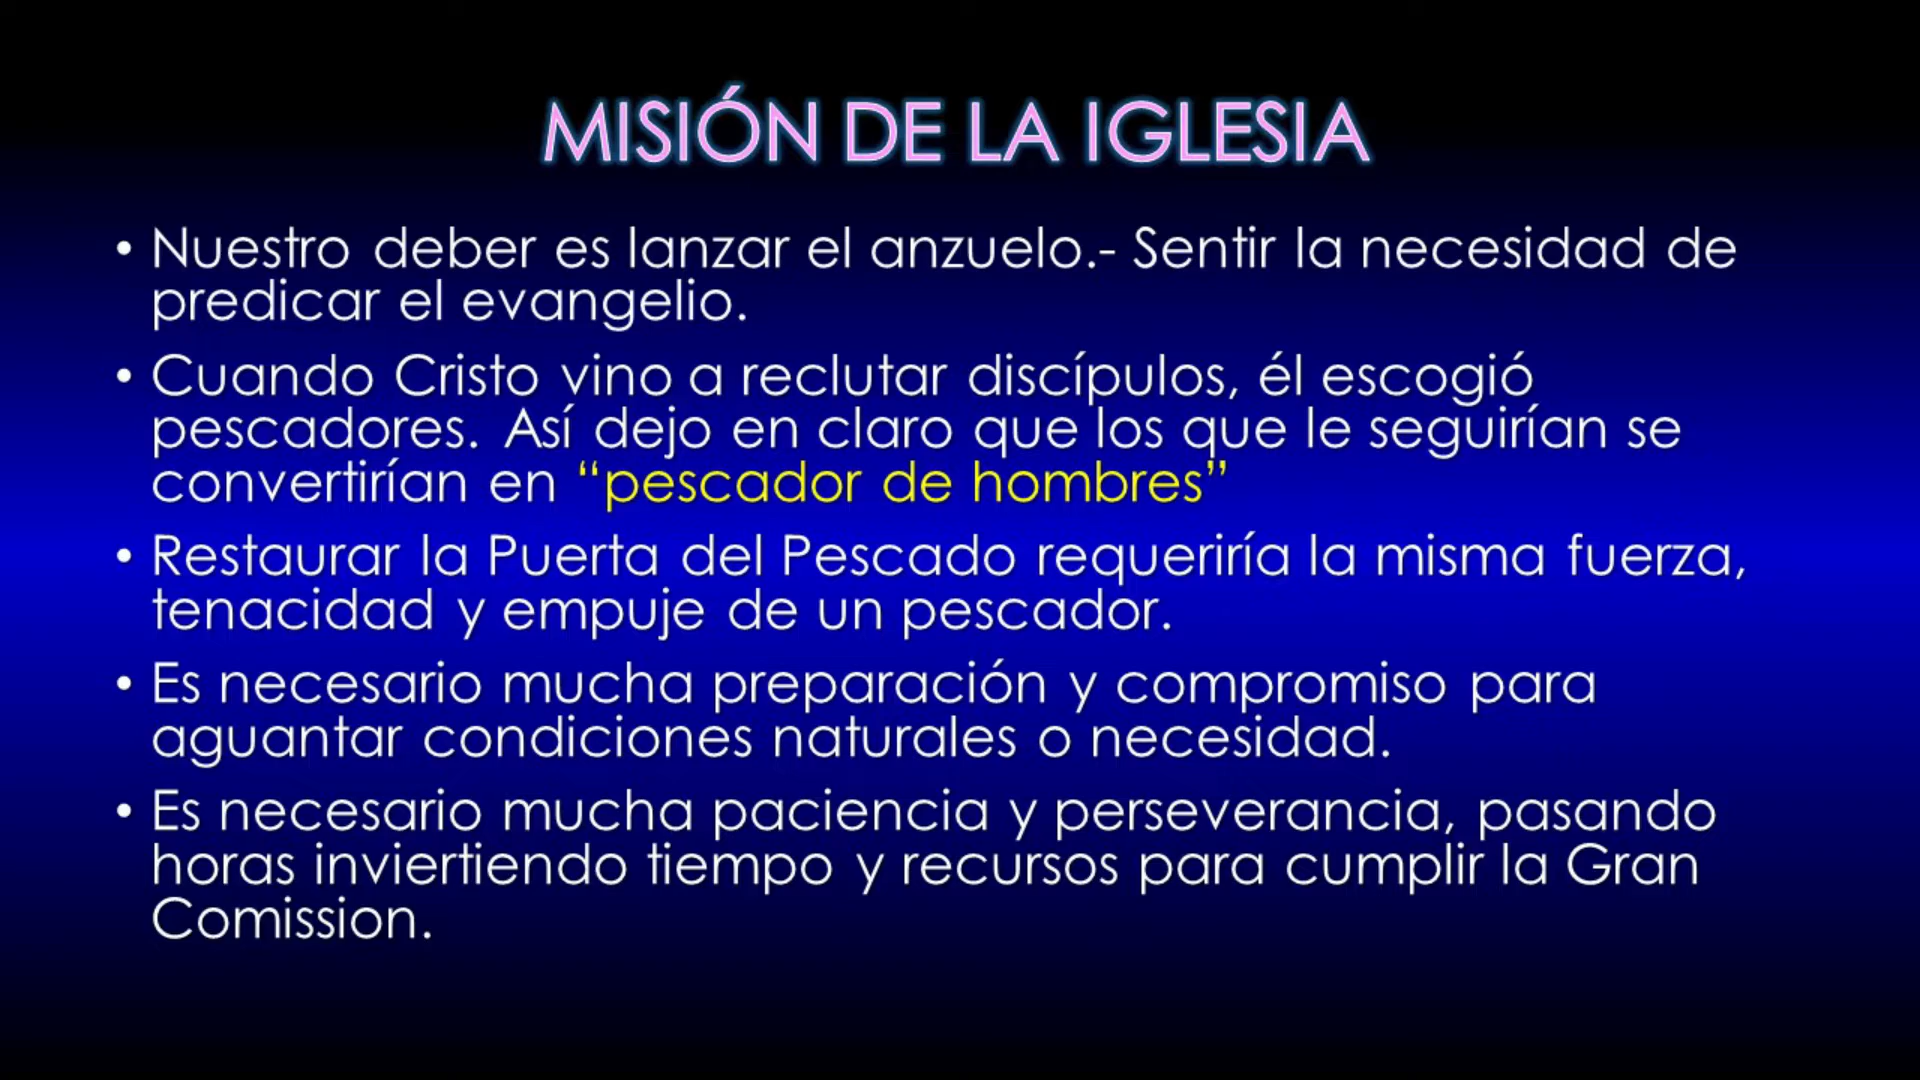 MISIÓN DE LA IGLESIA
• Nuestro deber es lanzar el anzuelo.- Sentir la necesidad de
predicar el evangelio.
• Cuando Cristo vino a reclutar discípulos, él escogió
pescadores. Así dejo en claro que los que le seguirían se
convertirían en “pescador de hombres”
• Restaurar la Puerta del Pescado requeriría la misma fuerza,
tenacidad y empuje de un pescador.
• Es necesario mucha preparación y compromiso para
aguantar condiciones naturales o necesidad.
• Es necesario mucha paciencia y perseverancia, pasando
horas inviertiendo tiempo y recursos para cumplir la Gran
Comission.